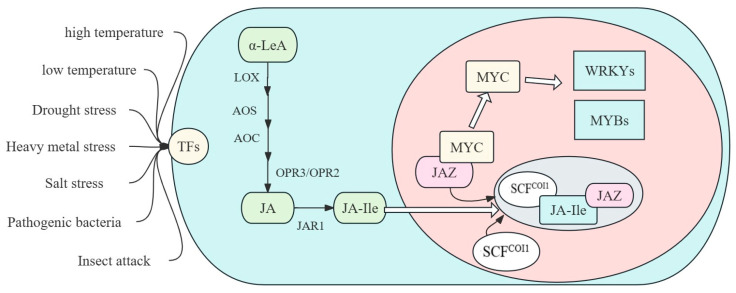 high temperature
low temperature
Drought stress
Heavy metal stress
Salt stress
Pathogenic bacteria
Insect attack
TFs
α-LeA
LOX
AOS
AOC
OPR3/OPR2
JA
JAR1
JA-Ile
MYC
WRKYs
MYBs
MYC
JAZ
SCFCOI1
JA-Ile
JAZ
SCFCOI1